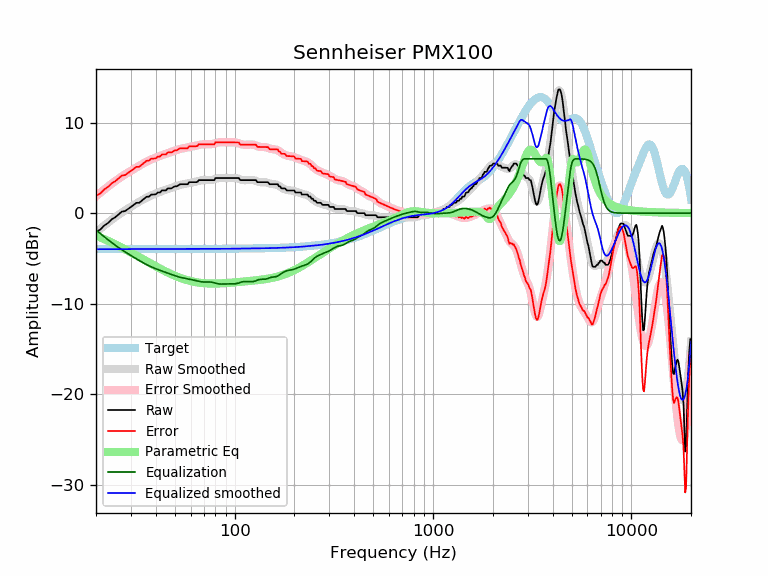 Sennheiser PMX100
Amplitude (dBr)
10
0
−10
−20
−30
Target
Raw Smoothed
Error Smoothed
Raw
Error
Parametric Eq
Equalization
Equalized smoothed
100
1000
10000
Frequency (Hz)